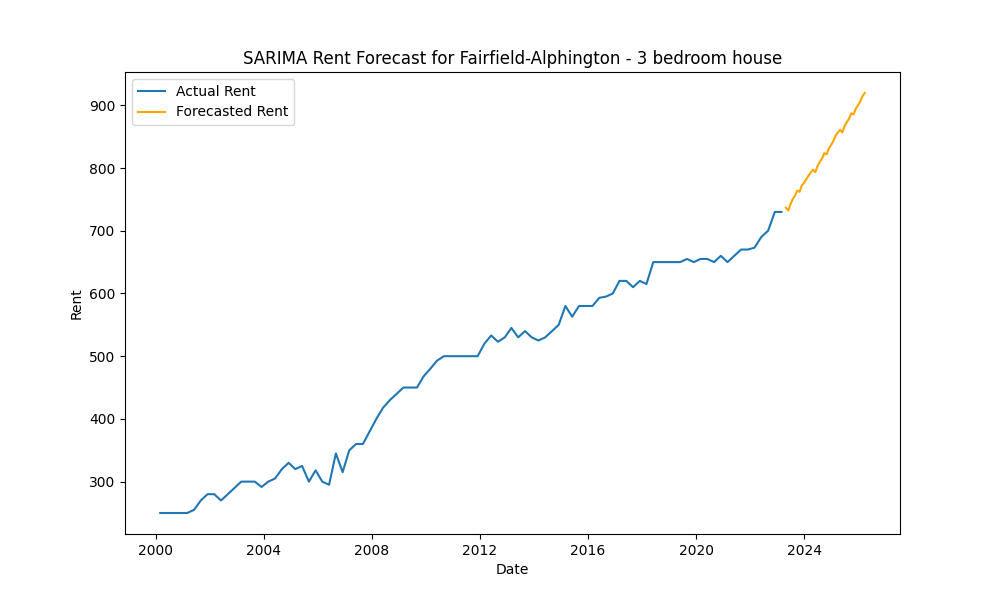 SARIMA Rent Forecast for Fairfield-Alphington - 3 bedroom house
Actual Rent
Forecasted Rent
900
800
700
600
500
400
300
Rent
2000 2004 2008 2012 2016 2020 2024
Date